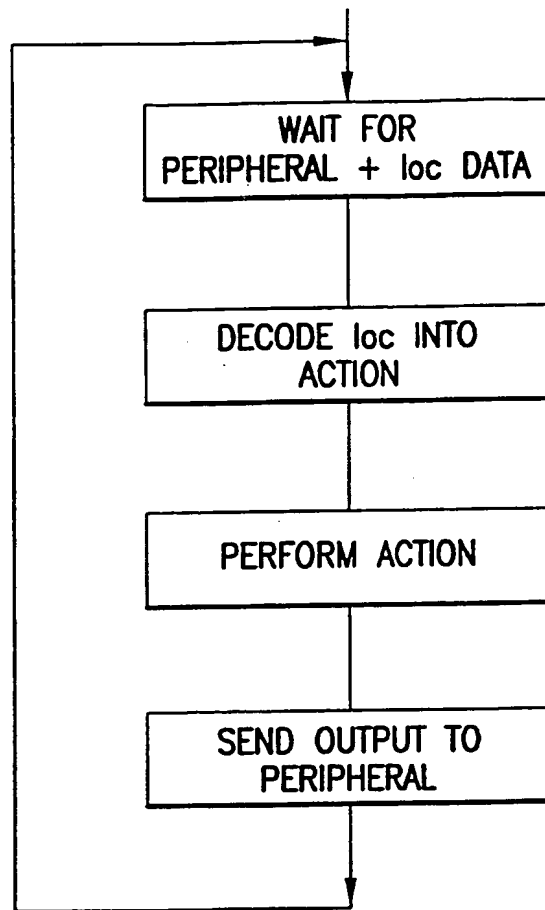 WAIT FOR
PERIPHERAL + loc DATA
DECODE loc INTO
ACTION
PERFORM ACTION
SEND OUTPUT TO
PERIPHERAL